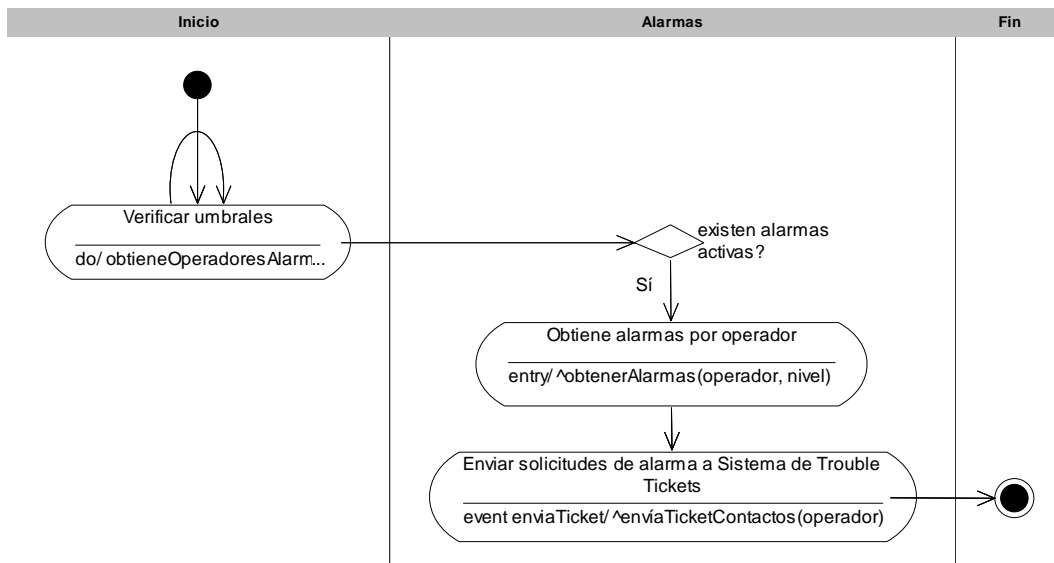 Inicio
Alarmas
Fin
Verificar umbrales
do/ obtieneOperadoresAlarm...
existen alarmas
activas?
Sí
Obtiene alarmas por operador
entry/ ^obtenerAlarmas(operador, nivel)
Enviar solicitudes de alarma a Sistema de Trouble
Tickets
event enviaTicket/ ^envíaTicketContactos(operador)